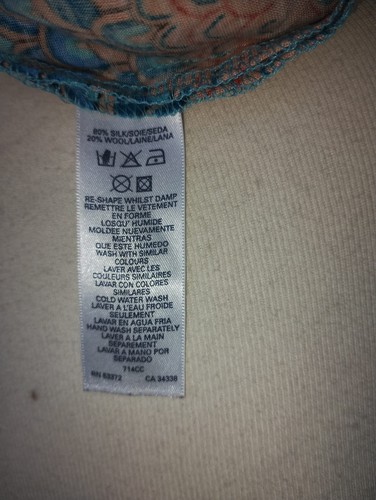 80% SILK/SOIE/SEDA
20% WOOL/LAINE/LANA
RE-SHAPE WHILST DAMP
REMETTRE LE VETEMENT
EN FORME
LOSQU' HUMIDE
MOLDEE NUEVAMENTE
MIENTRAS
QUE ESTE HUMEDO
WASH WITH SIMILAR
COLOURS
LAVER AVEC LES
COULEURS SIMILAIRES
LAVAR CON COLORES
SIMILARES
COLD WATER WASH
LAVER A L'EAU FROIDE
SEULEMENT
LAVAR EN AGUA FRIA
HAND WASH SEPARATELY
LAVER A LA MAIN
SEPAREMENT
LAVAR A MANO POR
SEPARADO
714CC
CA 34338